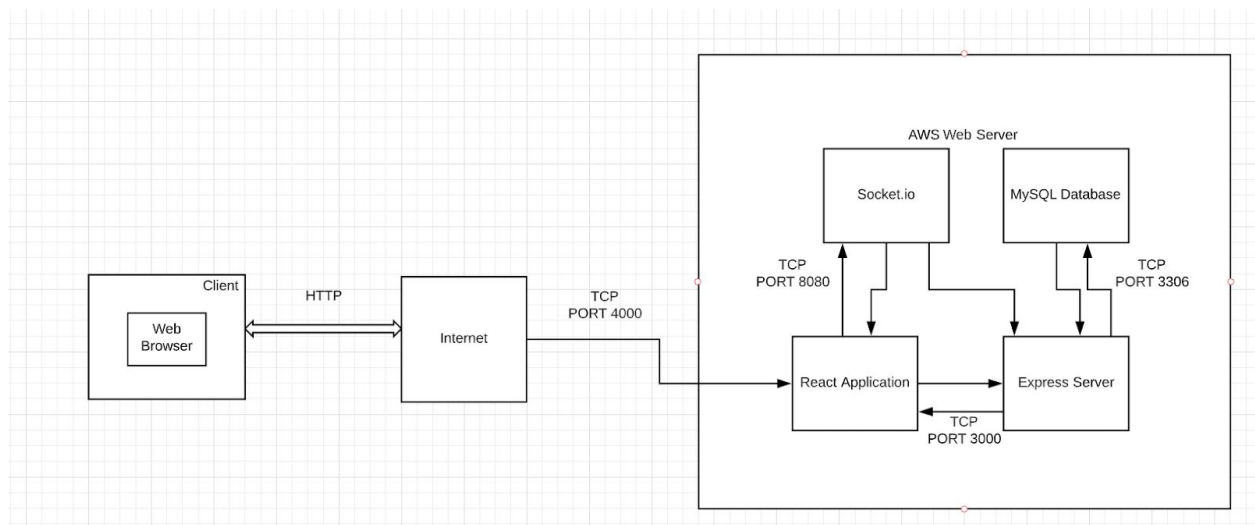 AWS Web Server
Socket.io
MySQL Database
TCP
PORT 8080
TCP
PORT 3306
Client
Web
Browser
HTTP
Internet
TCP
PORT 4000
React Application
Express Server
TCP
PORT 3000